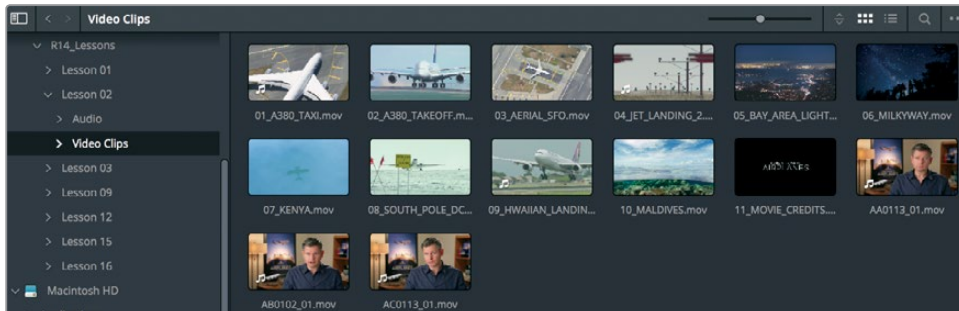 Video Clips
R14_Lessons
Lesson 01
Lesson 02
Audio
Video Clips
Lesson 03
Lesson 09
Lesson 12
Lesson 15
Lesson 16
Macintosh HD
01_A380_TAXI.mov
02_A380_TAKEOFF.m...
03_AERIAL_SFO.mov
04_JET_LANDING_2....
05_BAY_AREA_LIGHT...
06_MILKYWAY.mov
07_KENYA.mov
08_SOUTH_POLE_DC...
09_HWAIIAN_LANDIN...
10_MALDIVES.mov
11_MOVIE_CREDITS....
AA0113_01.mov
AB0102_01.mov
AC0113_01.mov